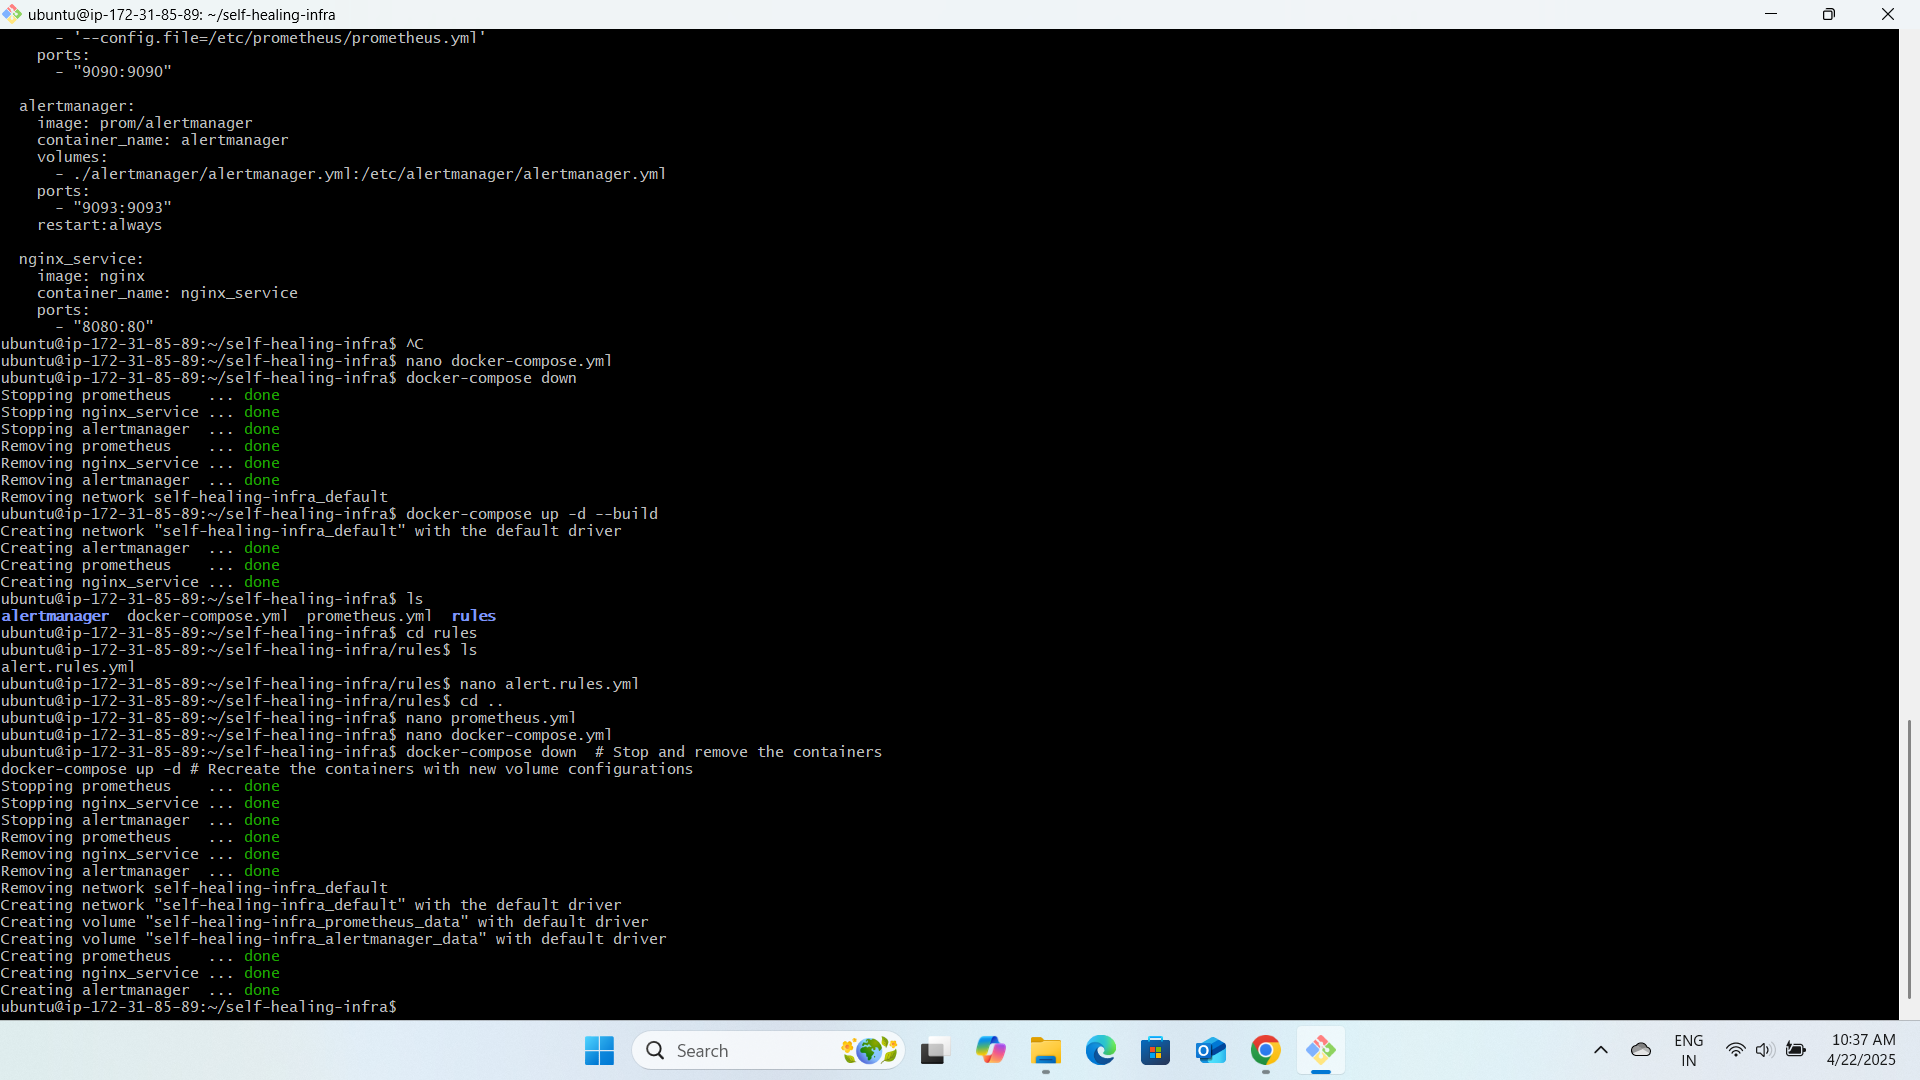 ubuntu@ip-172-31-85-89: ~/self-healing-infra
      - '--config.file=/etc/prometheus/prometheus.yml'
    ports:
      - "9090:9090"

  alertmanager:
    image: prom/alertmanager
    container_name: alertmanager
    volumes:
      - ./alertmanager/alertmanager.yml:/etc/alertmanager/alertmanager.yml
    ports:
      - "9093:9093"
    restart:always

  nginx_service:
    image: nginx
    container_name: nginx_service
    ports:
      - "8080:80"
ubuntu@ip-172-31-85-89:~/self-healing-infra$ ^C
ubuntu@ip-172-31-85-89:~/self-healing-infra$ nano docker-compose.yml
ubuntu@ip-172-31-85-89:~/self-healing-infra$ docker-compose down
Stopping prometheus    ... done
Stopping nginx_service ... done
Stopping alertmanager  ... done
Removing prometheus    ... done
Removing nginx_service ... done
Removing alertmanager  ... done
Removing network self-healing-infra_default
ubuntu@ip-172-31-85-89:~/self-healing-infra$ docker-compose up -d --build
Creating network "self-healing-infra_default" with the default driver
Creating alertmanager  ... done
Creating prometheus    ... done
Creating nginx_service ... done
ubuntu@ip-172-31-85-89:~/self-healing-infra$ ls
alertmanager  docker-compose.yml  prometheus.yml  rules
ubuntu@ip-172-31-85-89:~/self-healing-infra$ cd rules
ubuntu@ip-172-31-85-89:~/self-healing-infra/rules$ ls
alert.rules.yml
ubuntu@ip-172-31-85-89:~/self-healing-infra/rules$ nano alert.rules.yml
ubuntu@ip-172-31-85-89:~/self-healing-infra/rules$ cd ..
ubuntu@ip-172-31-85-89:~/self-healing-infra$ nano prometheus.yml
ubuntu@ip-172-31-85-89:~/self-healing-infra$ nano docker-compose.yml
ubuntu@ip-172-31-85-89:~/self-healing-infra$ docker-compose down  # Stop and remove the containers
docker-compose up -d # Recreate the containers with new volume configurations
Stopping prometheus    ... done
Stopping nginx_service ... done
Stopping alertmanager  ... done
Removing prometheus    ... done
Removing nginx_service ... done
Removing alertmanager  ... done
Removing network self-healing-infra_default
Creating network "self-healing-infra_default" with the default driver
Creating volume "self-healing-infra_prometheus_data" with default driver
Creating volume "self-healing-infra_alertmanager_data" with default driver
Creating prometheus    ... done
Creating nginx_service ... done
Creating alertmanager  ... done
ubuntu@ip-172-31-85-89:~/self-healing-infra$
Search
ENG
IN
10:37 AM
4/22/2025